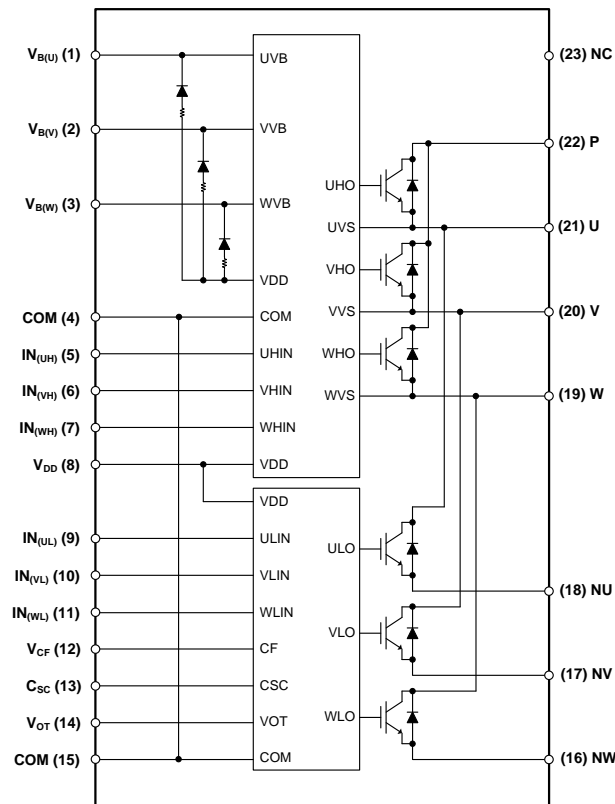 V_B(U) (1)
V_B(V) (2)
V_B(W) (3)
COM (4)
IN_(UH) (5)
IN_(VH) (6)
IN_(WH) (7)
V_DD (8)
IN_(UL) (9)
IN_(VL) (10)
IN_(WL) (11)
V_CF (12)
C_SC (13)
V_OT (14)
COM (15)
UVB
VVB
WVB
VDD
COM
UHIN
VHIN
WHIN
VDD
UHO
UVS
VHO
VVS
WHO
WVS
VDD
ULIN
VLIN
WLIN
CF
CSC
VOT
COM
ULO
VLO
WLO
(23) NC
(22) P
(21) U
(20) V
(19) W
(18) NU
(17) NV
(16) NW